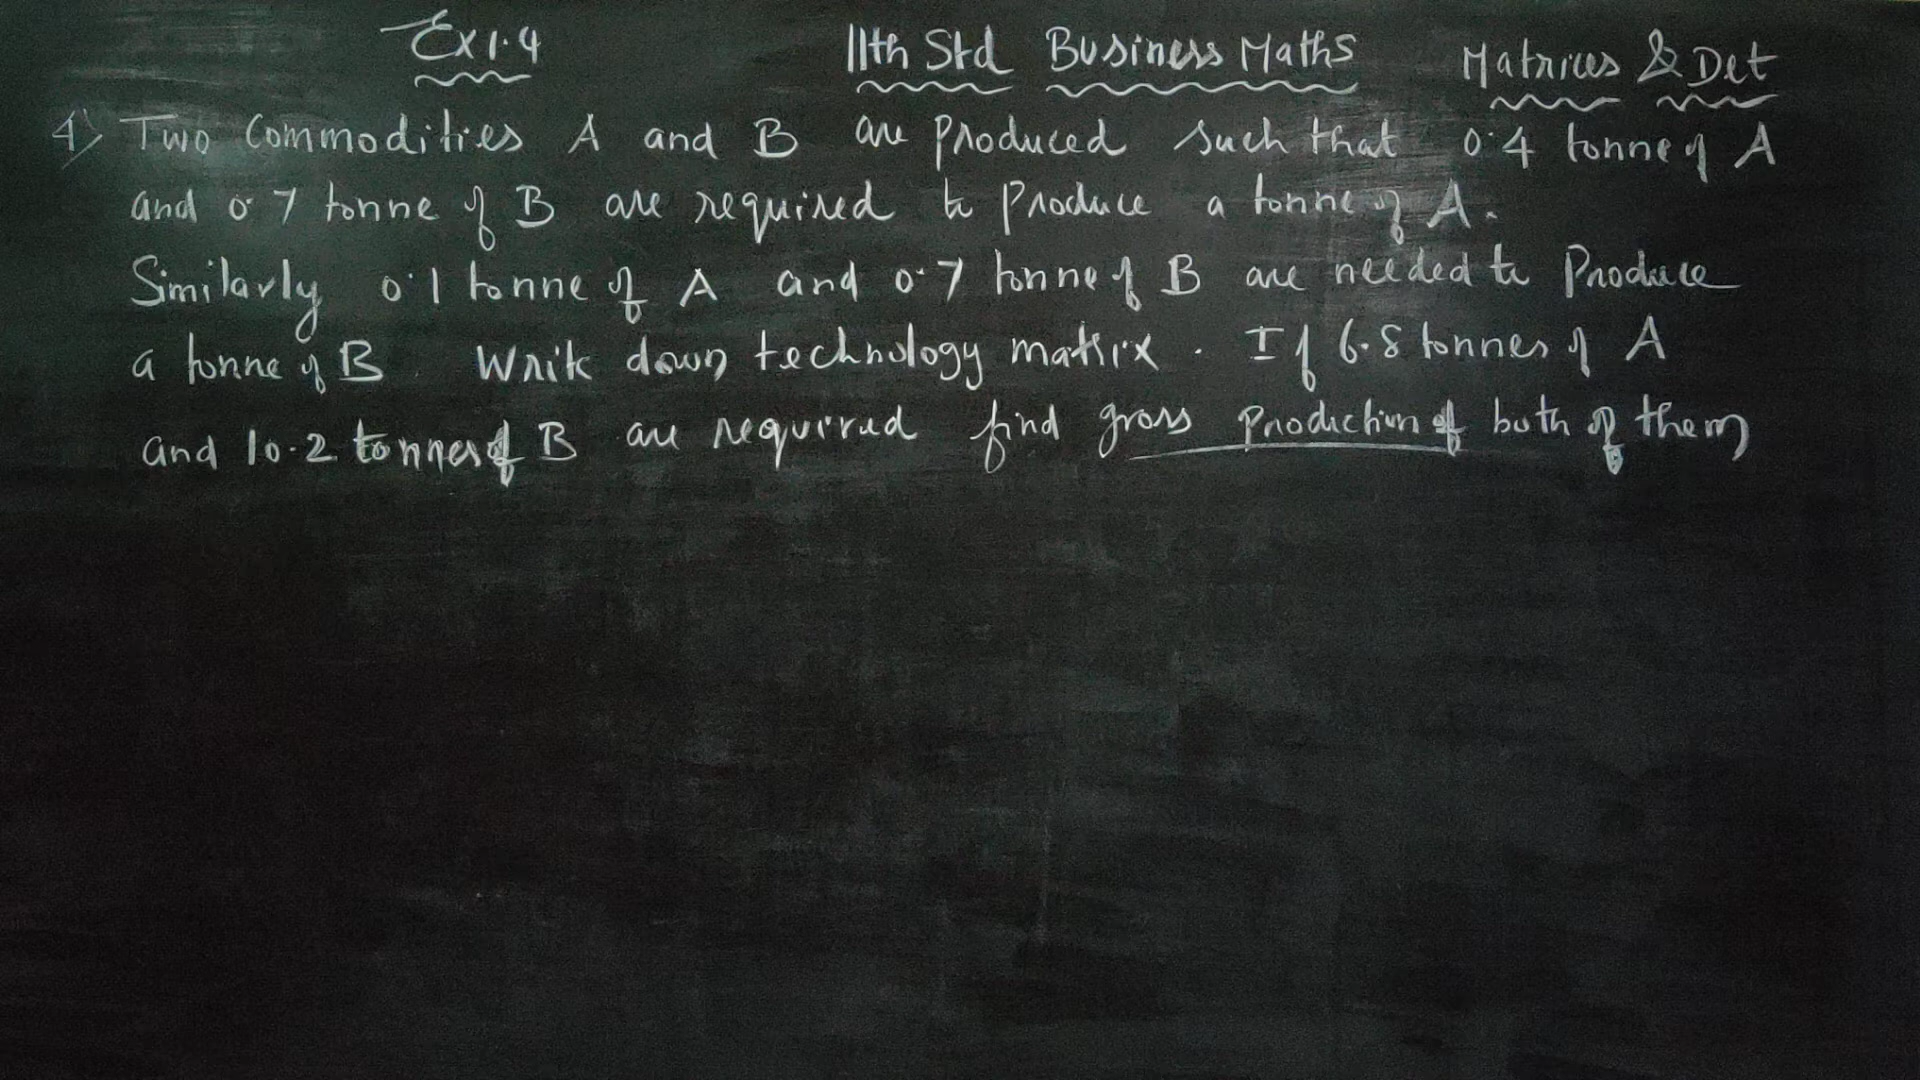 Ex 1.4 11th Std Business Maths Matrices & Det
4) Two Commodities A and B are produced such that 0.4 tonne of A
and 0.7 tonne of B are required to produce a tonne of A.
Similarly 0.1 tonne of A and 0.7 tonne of B are needed to produce
a tonne of B Write down technology matrix. If 6.8 tonnes of A
and 10.2 tonnes of B are required find gross production of both of them